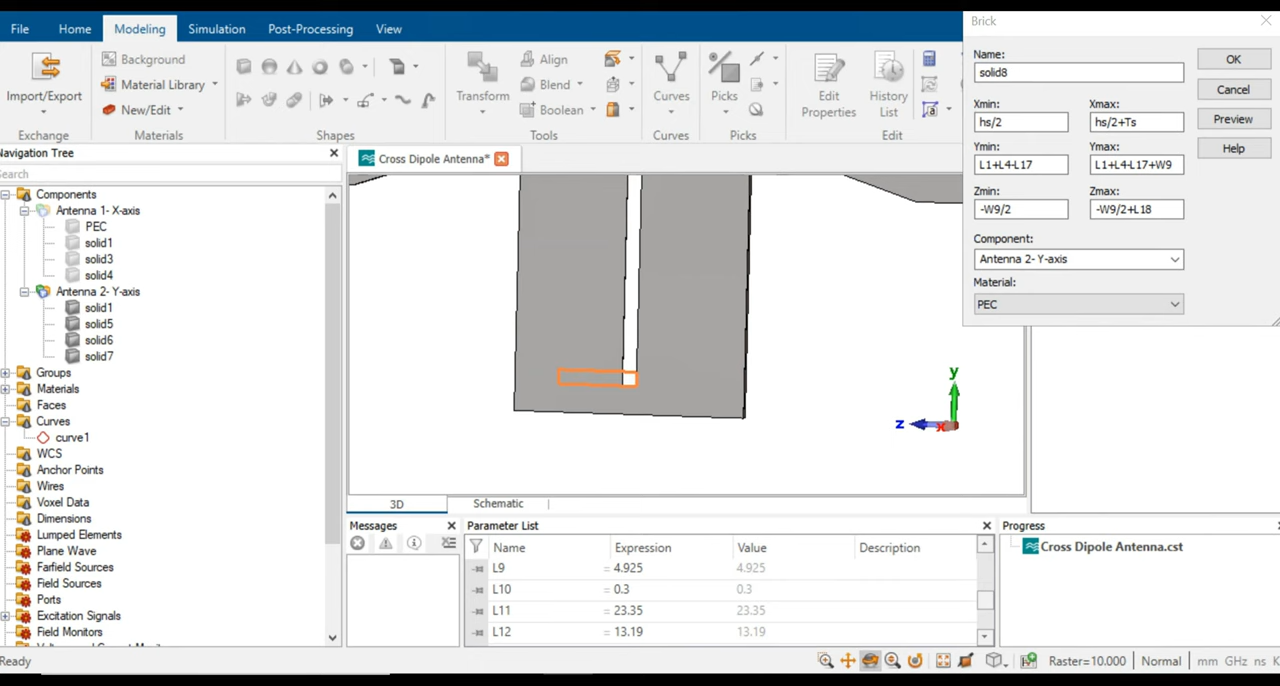 File Home Modeling Simulation Post-Processing View
Import/Export
Exchange
Background
Material Library
New/Edit
Materials
Shapes
Transform
Align
Blend
Boolean
Tools
Curves
Curves
Picks
Picks
Edit Properties
History List
Edit
Brick
Name:
solid8
Xmin: Xmax:
hs/2 hs/2+Ts
Ymin: Ymax:
L1+L4-L17 L1+L4-L17+W9
Zmin: Zmax:
-W9/2 -W9/2+L18
Component:
Antenna 2- Y-axis
Material:
PEC
OK
Cancel
Preview
Help
Navigation Tree
Search
Components
Antenna 1- X-axis
PEC
solid1
solid3
solid4
Antenna 2- Y-axis
solid1
solid5
solid6
solid7
Groups
Materials
Faces
Curves
curve1
WCS
Anchor Points
Wires
Voxel Data
Dimensions
Lumped Elements
Plane Wave
Farfield Sources
Field Sources
Ports
Excitation Signals
Field Monitors
Cross Dipole Antenna*
y
z
x
3D Schematic
Messages
Parameter List
Name Expression Value Description
L9 = 4.925 4.925
L10 = 0.3 0.3
L11 = 23.35 23.35
L12 = 13.19 13.19
Progress
Cross Dipole Antenna.cst
Ready
Raster=10.000 Normal mm GHz ns K